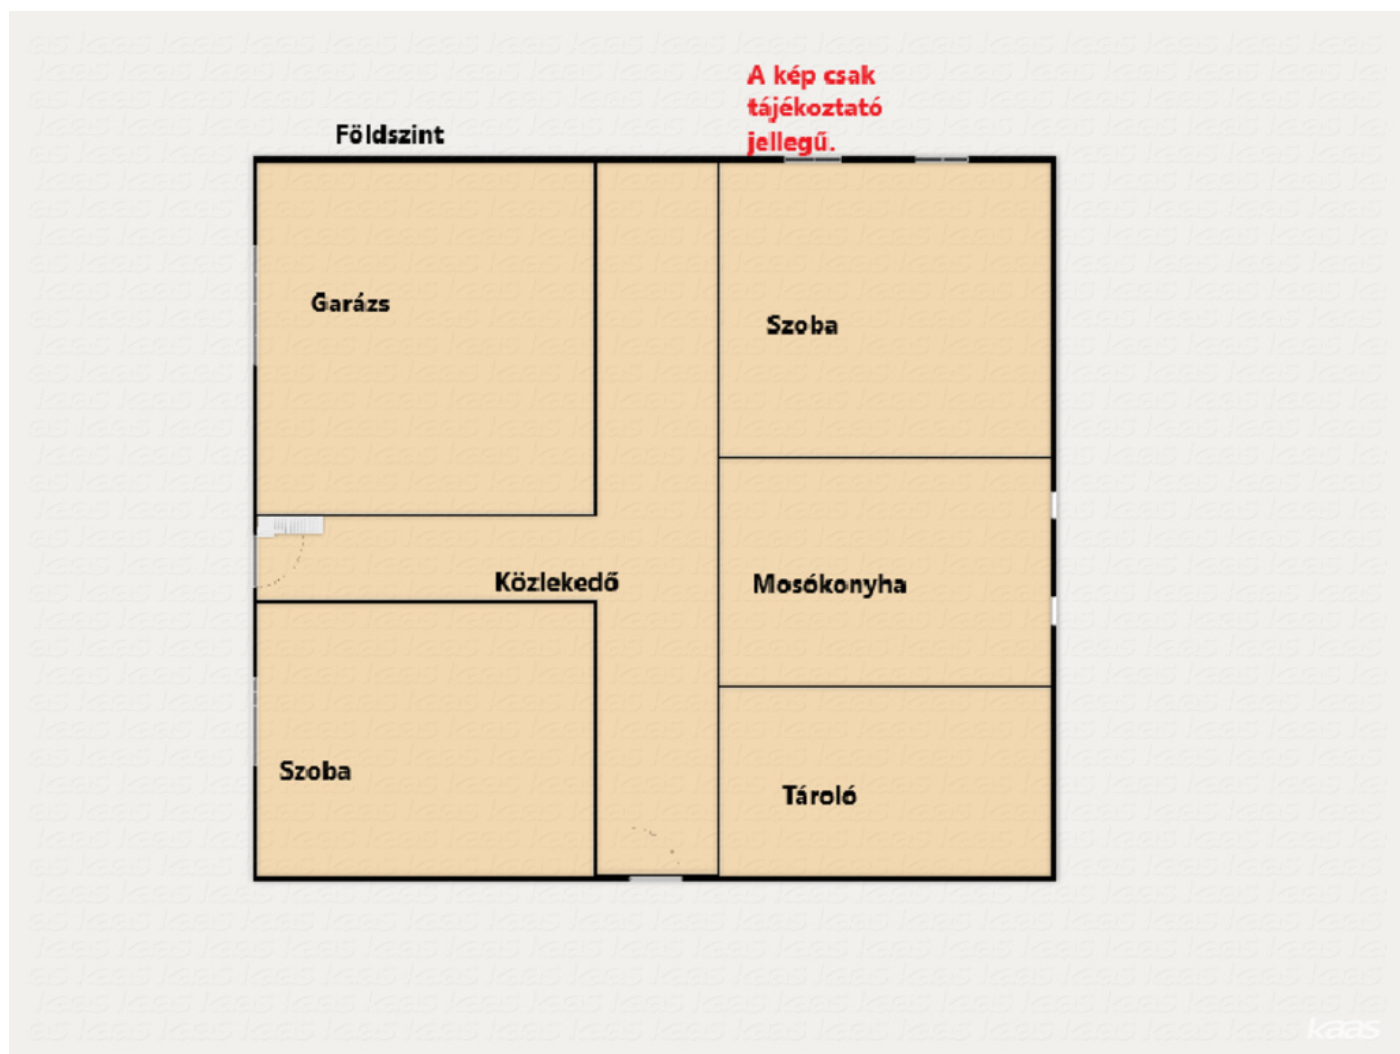 A kép csak
tájékoztató
jellegű.
Földszint
Garázs
Szoba
Közlekedő
Mosókonyha
Szoba
Tároló
kaas